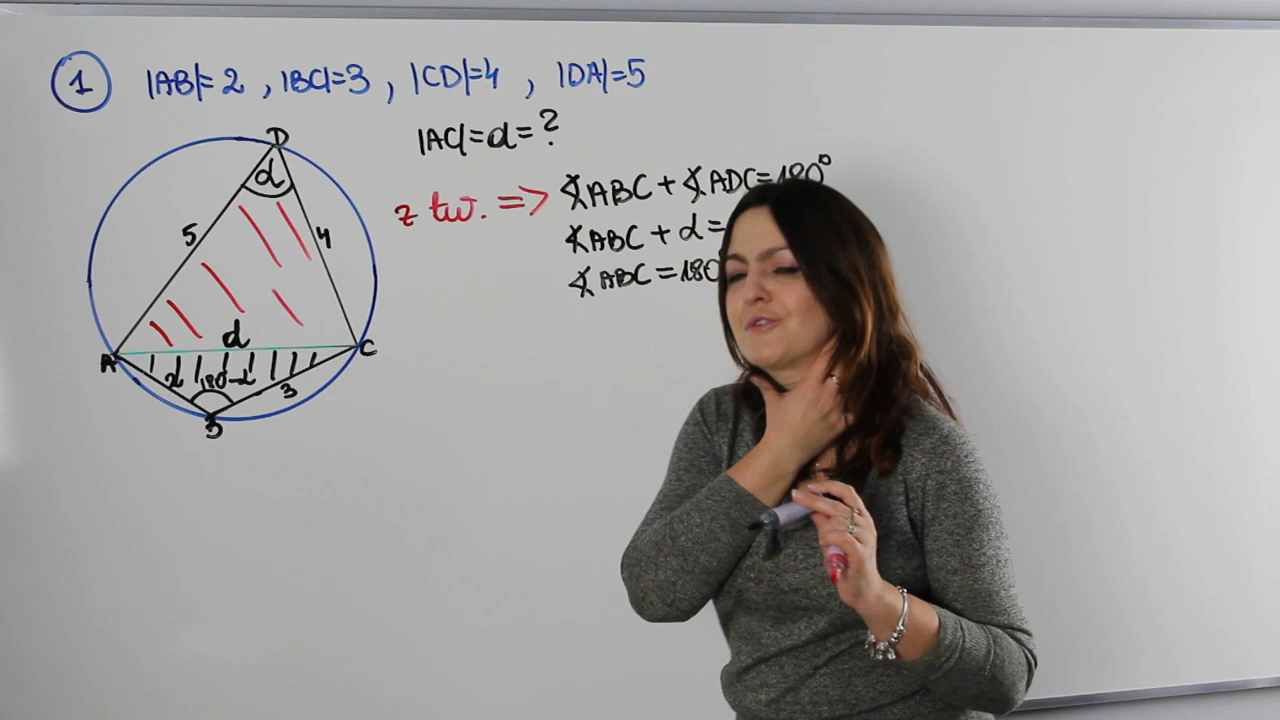 1 |AB|=2 , |BC|=3 , |CD|=4 , |DA|=5
|AC|=d=?
z tw. => ∢ABC + ∢ADC=180°
∢ABC + α=
∢ABC =180°
D
α
5
4
d
A
C
2
180°-α
3
B